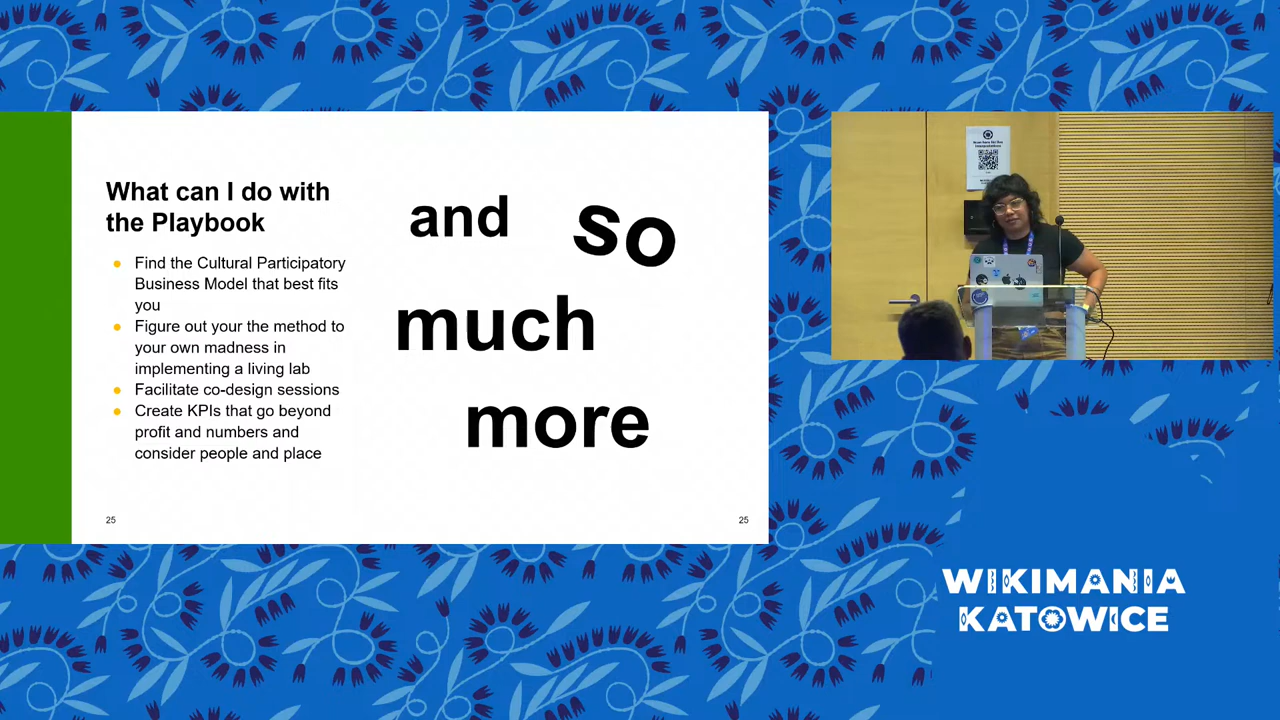 What can I do with
the Playbook
● Find the Cultural Participatory
Business Model that best fits
you
● Figure out your the method to
your own madness in
implementing a living lab
● Facilitate co-design sessions
● Create KPIs that go beyond
profit and numbers and
consider people and place
and so
much
more
25
25
WIKIMANIA
KATOWICE